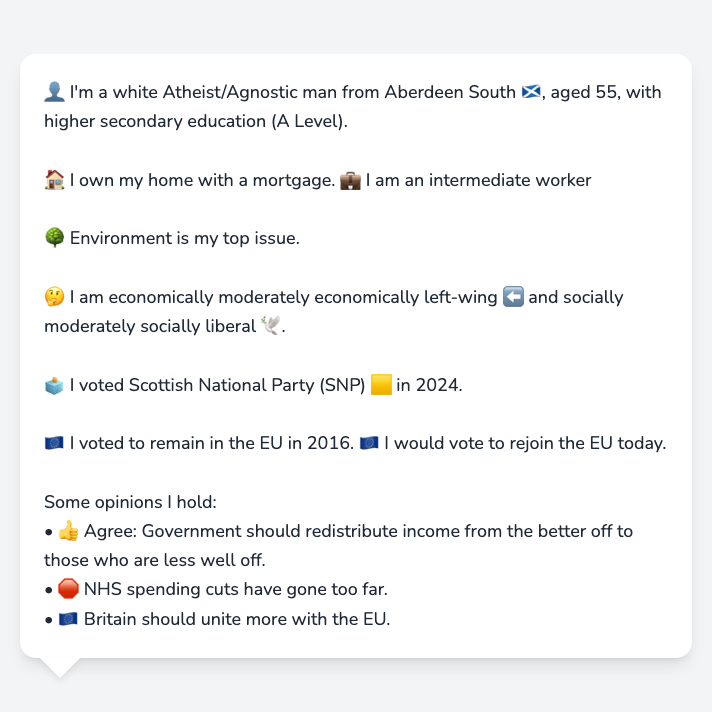 👤 I'm a white Atheist/Agnostic man from Aberdeen South 🏴󠁧󠁢󠁳󠁣󠁴󠁿, aged 55, with
higher secondary education (A Level).
🏠 I own my home with a mortgage. 💼 I am an intermediate worker
🌳 Environment is my top issue.
🤔 I am economically moderately economically left-wing ⬅️ and socially
moderately socially liberal 🕊️.
🗳️ I voted Scottish National Party (SNP) 🟨 in 2024.
🇪🇺 I voted to remain in the EU in 2016. 🇪🇺 I would vote to rejoin the EU today.
Some opinions I hold:
• 👍 Agree: Government should redistribute income from the better off to
those who are less well off.
• 🛑 NHS spending cuts have gone too far.
• 🇪🇺 Britain should unite more with the EU.